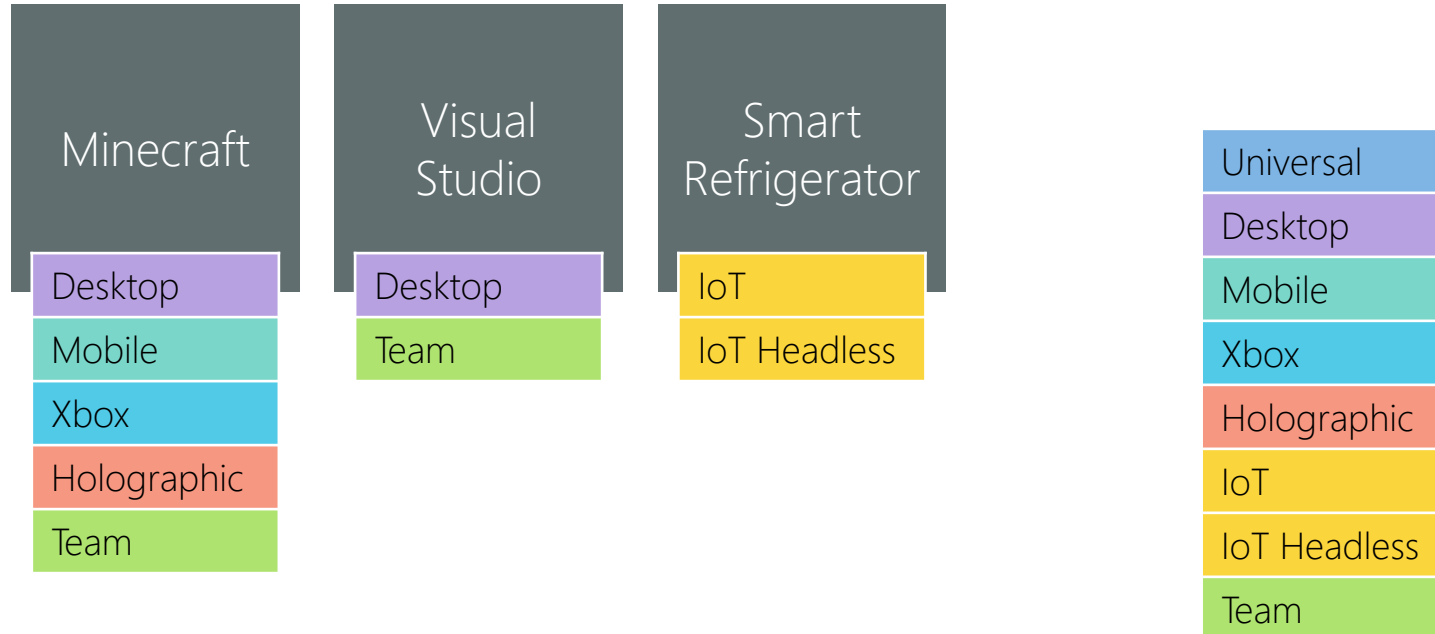 Minecraft
Desktop
Mobile
Xbox
Holographic
Team
Visual
Studio
Desktop
Team
Smart
Refrigerator
IoT
IoT Headless
Universal
Desktop
Mobile
Xbox
Holographic
IoT
IoT Headless
Team